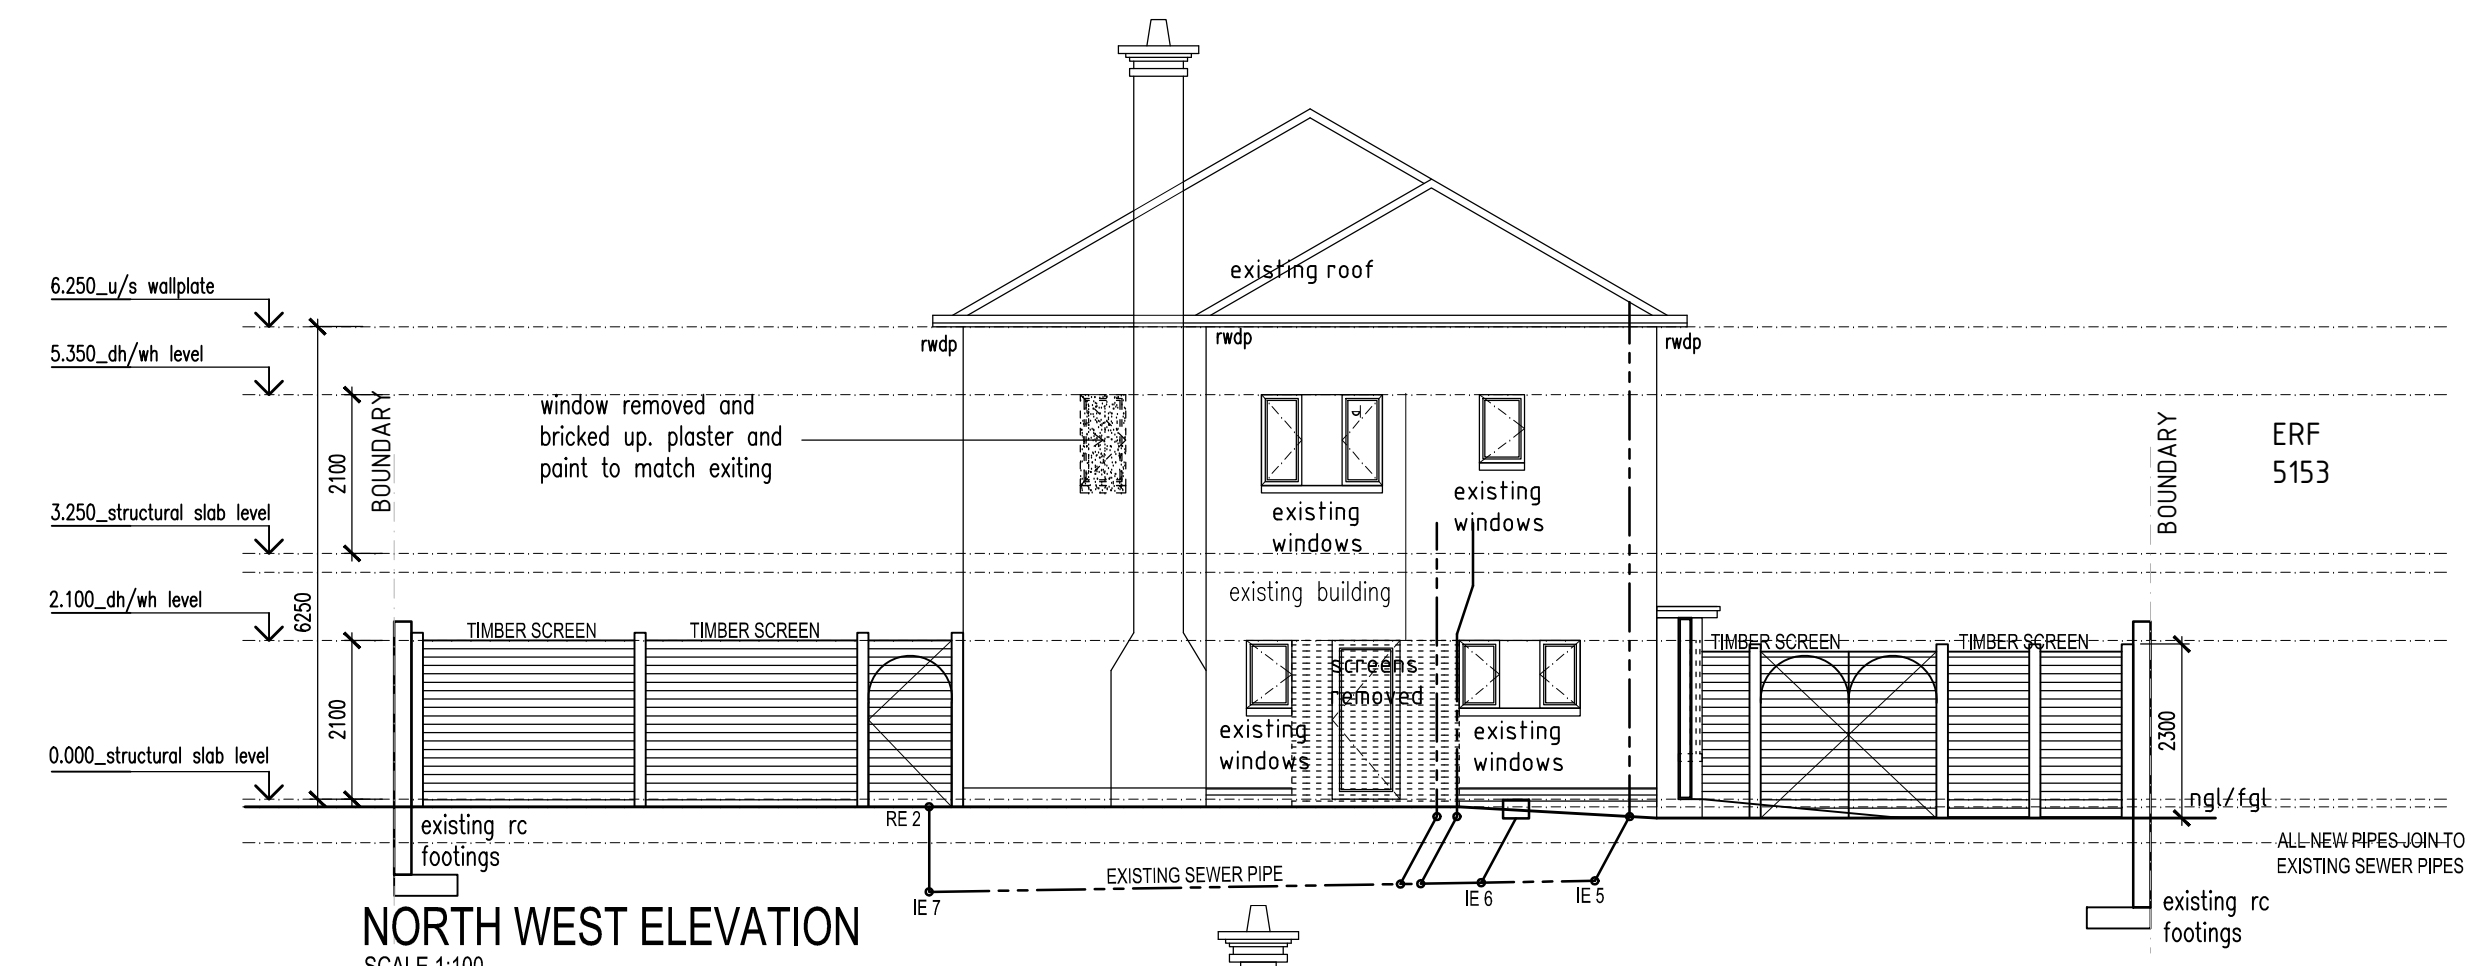 6.250_u/s wallplate
5.350_dh/wh level
3.250_structural slab level
2.100_dh/wh level
0.000_structural slab level
6250
2100
2100
BOUNDARY
window removed and
bricked up. plaster and
paint to match exiting
existing roof
rwdp
rwdp
rwdp
existing
windows
existing
windows
existing building
TIMBER SCREEN
TIMBER SCREEN
screens
removed
existing
windows
existing
windows
TIMBER SCREEN
TIMBER SCREEN
BOUNDARY
ERF
5153
2300
ngl/fgl
ALL NEW PIPES JOIN TO
EXISTING SEWER PIPES
existing rc
footings
RE 2
EXISTING SEWER PIPE
IE 7
IE 6
IE 5
existing rc
footings
NORTH WEST ELEVATION
SCALE 1:100